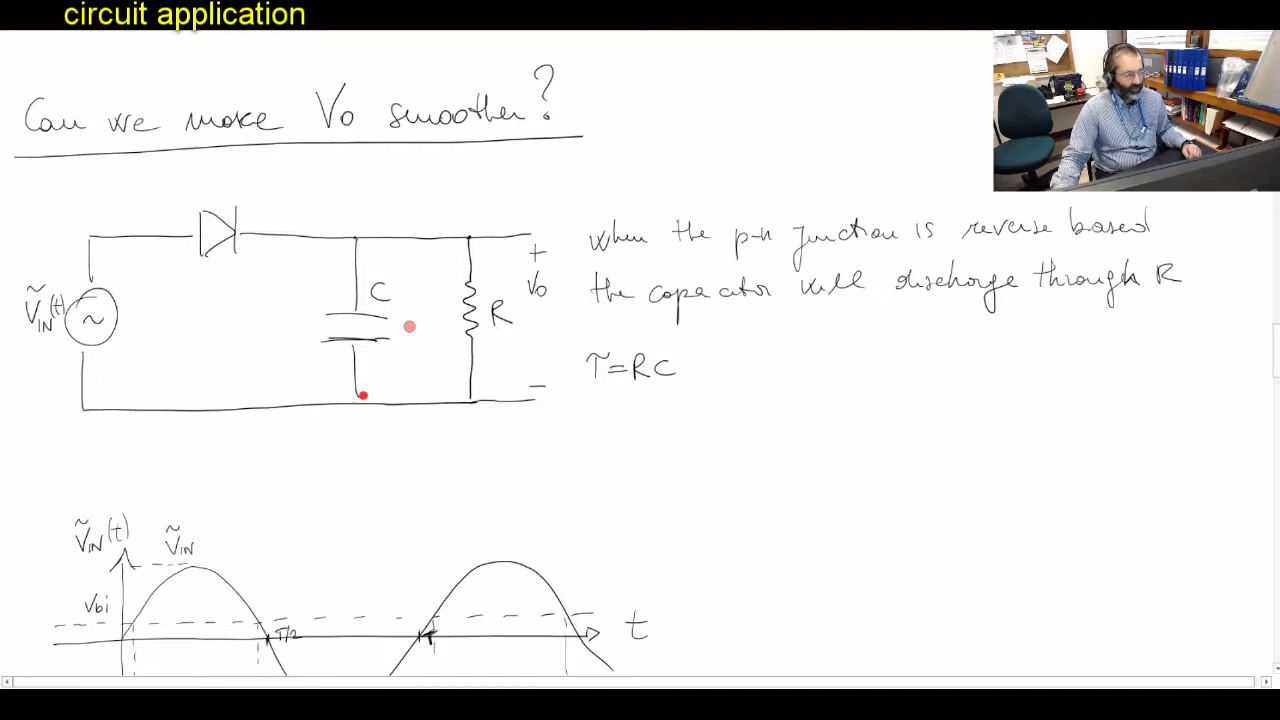 circuit application
Can we make Vo smoother?
when the p-n junction is reverse based
the capacitor will discharge through R
+
C
Vo
ṼIN(t)
~
R
τ=RC
−
ṼIN(t)
ṼIN
Vbi
T/2
T
t